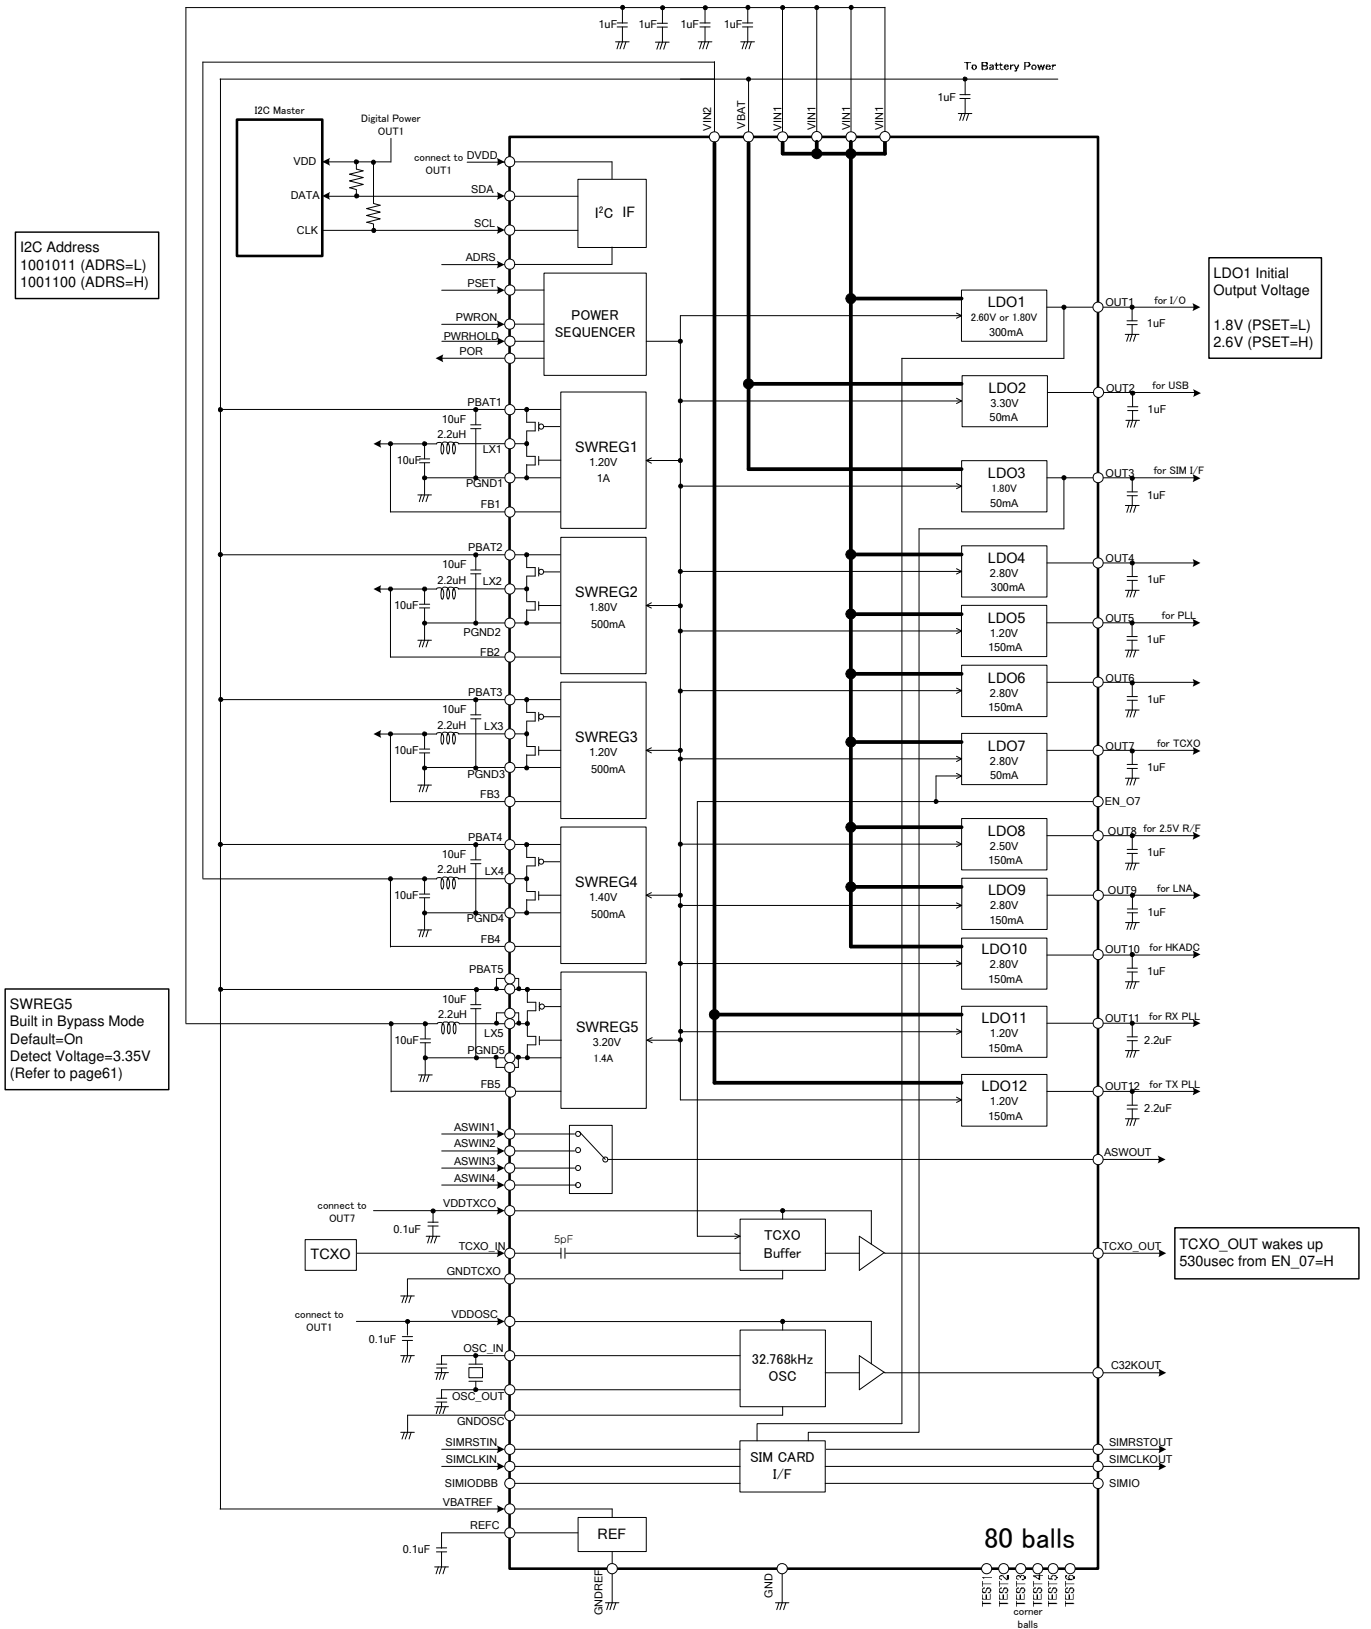 1uF 1uF 1uF 1uF
To Battery Power
1uF
VIN2
VBAT
VIN1
VIN1
VIN1
VIN1
I2C Master
Digital Power
OUT1
VDD
DATA
CLK
connect to
OUT1
DVDD
SDA
SCL
ADRS
I²C IF
I2C Address
1001011 (ADRS=L)
1001100 (ADRS=H)
PSET
PWRON
PWRHOLD
POR
POWER
SEQUENCER
LDO1
2.60V or 1.80V
300mA
OUT1
for I/O
1uF
LDO1 Initial
Output Voltage
1.8V (PSET=L)
2.6V (PSET=H)
LDO2
3.30V
50mA
OUT2
for USB
1uF
PBAT1
10uF
2.2uH
LX1
10uF
PGND1
FB1
SWREG1
1.20V
1A
LDO3
1.80V
50mA
OUT3
for SIM I/F
1uF
PBAT2
10uF
2.2uH
LX2
10uF
PGND2
FB2
SWREG2
1.80V
500mA
LDO4
2.80V
300mA
OUT4
1uF
LDO5
1.20V
150mA
OUT5
for PLL
1uF
LDO6
2.80V
150mA
OUT6
1uF
PBAT3
10uF
2.2uH
LX3
10uF
PGND3
FB3
SWREG3
1.20V
500mA
LDO7
2.80V
50mA
OUT7
for TCXO
1uF
EN_O7
LDO8
2.50V
150mA
OUT8
for 2.5V R/F
1uF
PBAT4
10uF
2.2uH
LX4
10uF
PGND4
FB4
SWREG4
1.40V
500mA
LDO9
2.80V
150mA
OUT9
for LNA
1uF
LDO10
2.80V
150mA
OUT10
for HKADC
1uF
SWREG5
Built in Bypass Mode
Default=On
Detect Voltage=3.35V
(Refer to page61)
PBAT5
10uF
2.2uH
LX5
10uF
PGND5
FB5
SWREG5
3.20V
1.4A
LDO11
1.20V
150mA
OUT11
for RX PLL
2.2uF
LDO12
1.20V
150mA
OUT12
for TX PLL
2.2uF
ASWIN1
ASWIN2
ASWIN3
ASWIN4
ASWOUT
connect to
OUT7
VDDTXCO
0.1uF
TCXO
TCXO_IN
5pF
TCXO
Buffer
TCXO_OUT
GNDTCXO
TCXO_OUT wakes up
530usec from EN_07=H
connect to
OUT1
VDDOSC
0.1uF
OSC_IN
OSC_OUT
GNDOSC
32.768kHz
OSC
C32KOUT
SIMRSTIN
SIMCLKIN
SIMIODBB
SIM CARD
I/F
SIMRSTOUT
SIMCLKOUT
SIMIO
VBATREF
REFC
0.1uF
REF
80 balls
GNDREF
GND
TEST1
TEST2
TEST3
TEST4
TEST5
TEST6
corner
balls